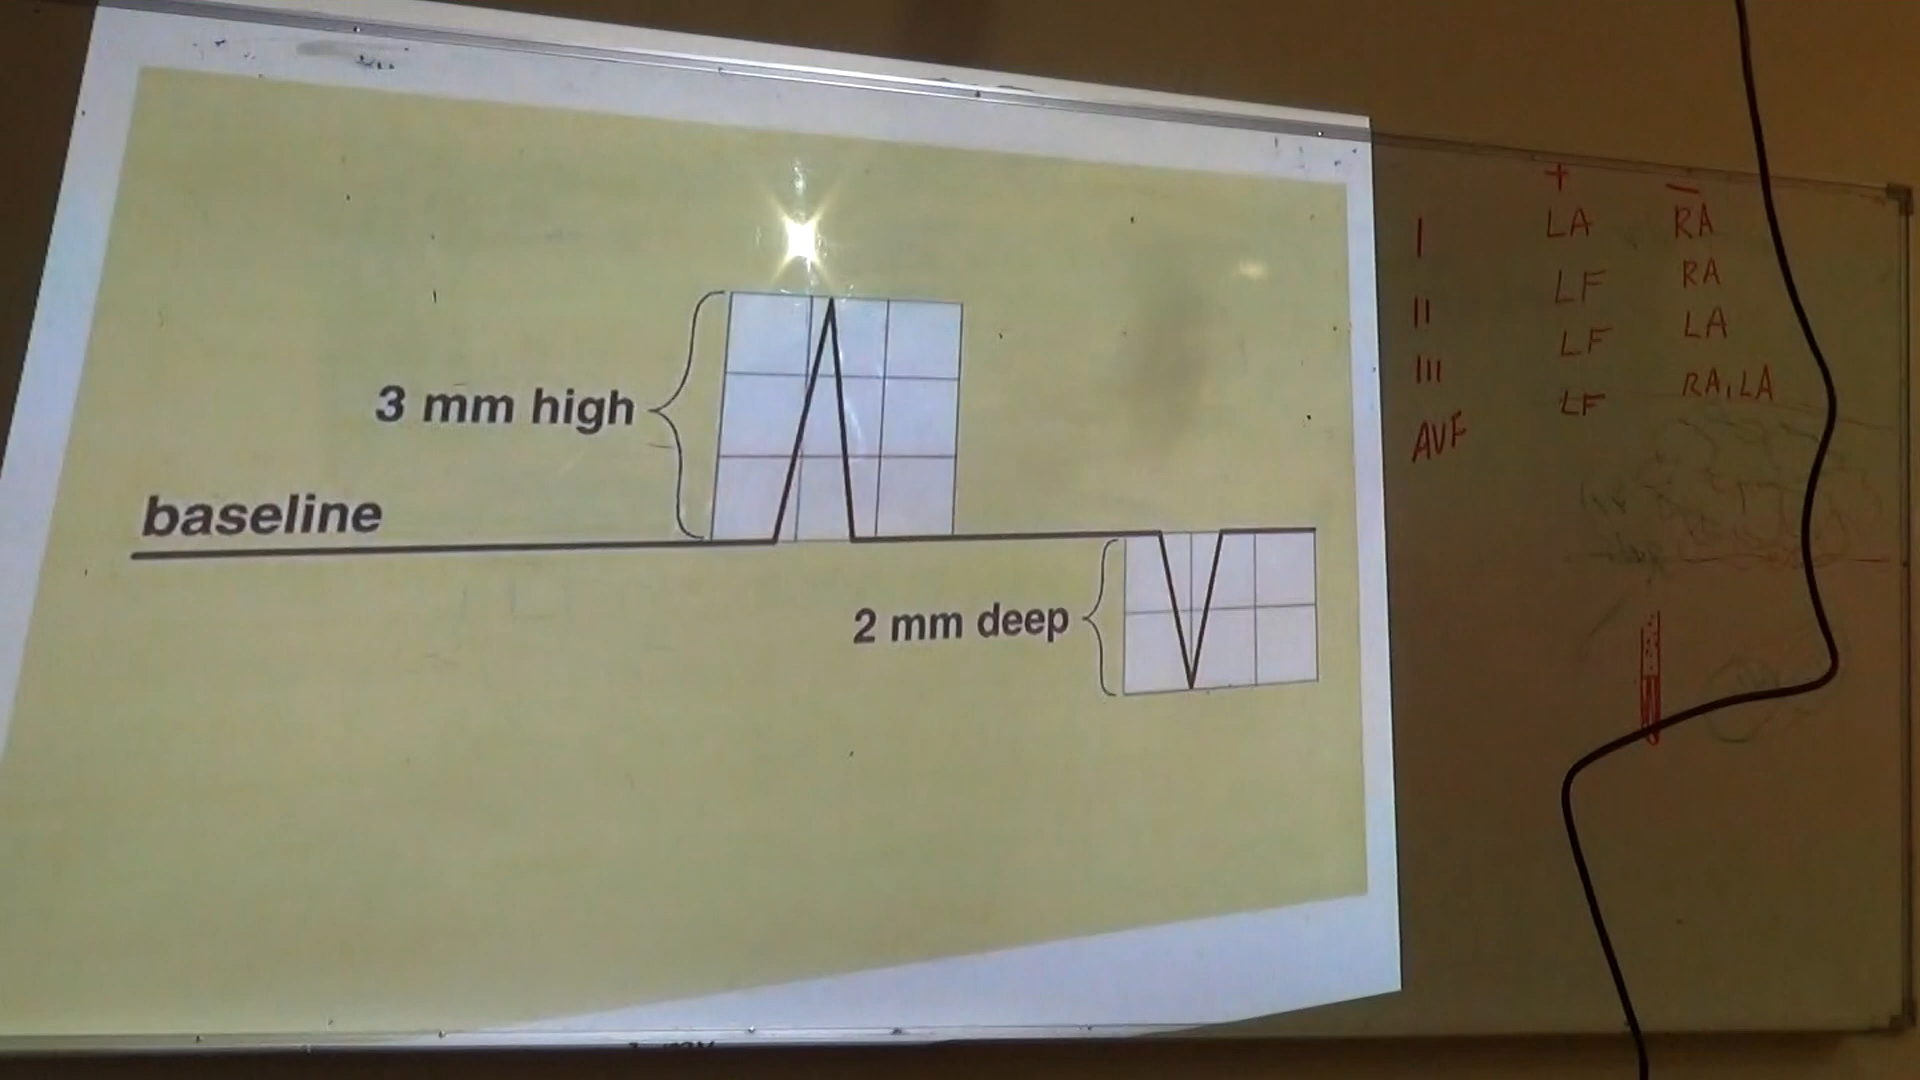 3 mm high
baseline
2 mm deep
+ −
I LA RA
II LF RA
III LF LA
AVF LF RA, LA